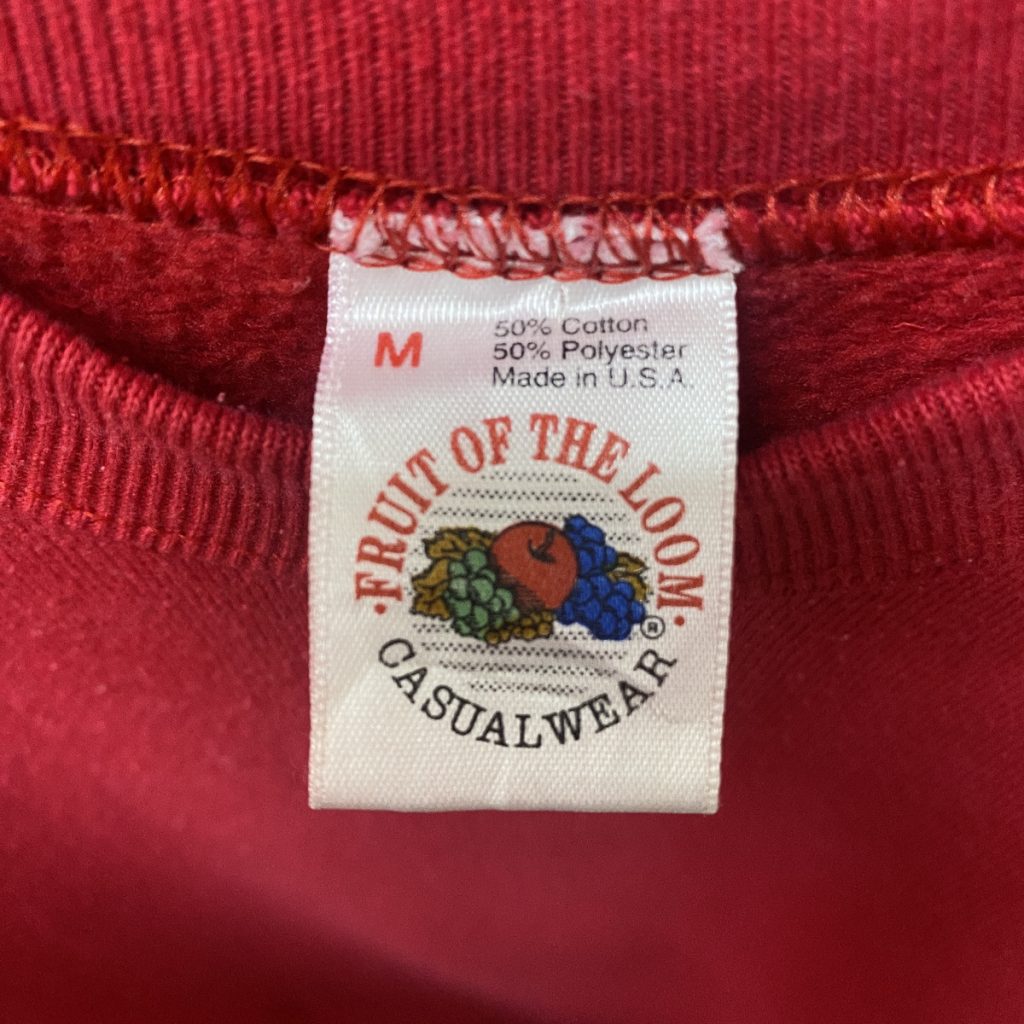 M
50% Cotton
50% Polyester
Made in U.S.A.
·FRUIT OF THE LOOM·
®
CASUALWEAR